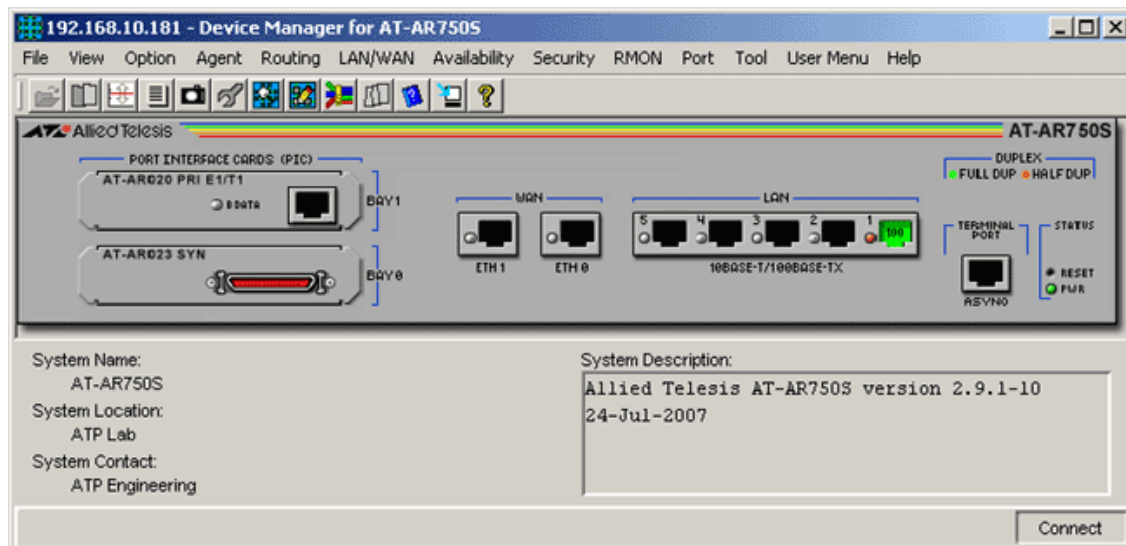 192.168.10.181 - Device Manager for AT-AR750S
File View Option Agent Routing LAN/WAN Availability Security RMON Port Tool User Menu Help
Allied Telesis
AT-AR750S
PORT INTERFACE CARDS (PIC)
AT-AR020 PRI E1/T1
BDATA
BAY1
AT-AR023 SYN
BAY0
WAN
ETH 1 ETH 0
LAN
5 4 3 2 1
100
10BASE-T/100BASE-TX
DUPLEX
FULL DUP HALF DUP
TERMINAL PORT
ASYN0
STATUS
RESET
PWR
System Name:
AT-AR750S
System Location:
ATP Lab
System Contact:
ATP Engineering
System Description:
Allied Telesis AT-AR750S version 2.9.1-10
24-Jul-2007
Connect